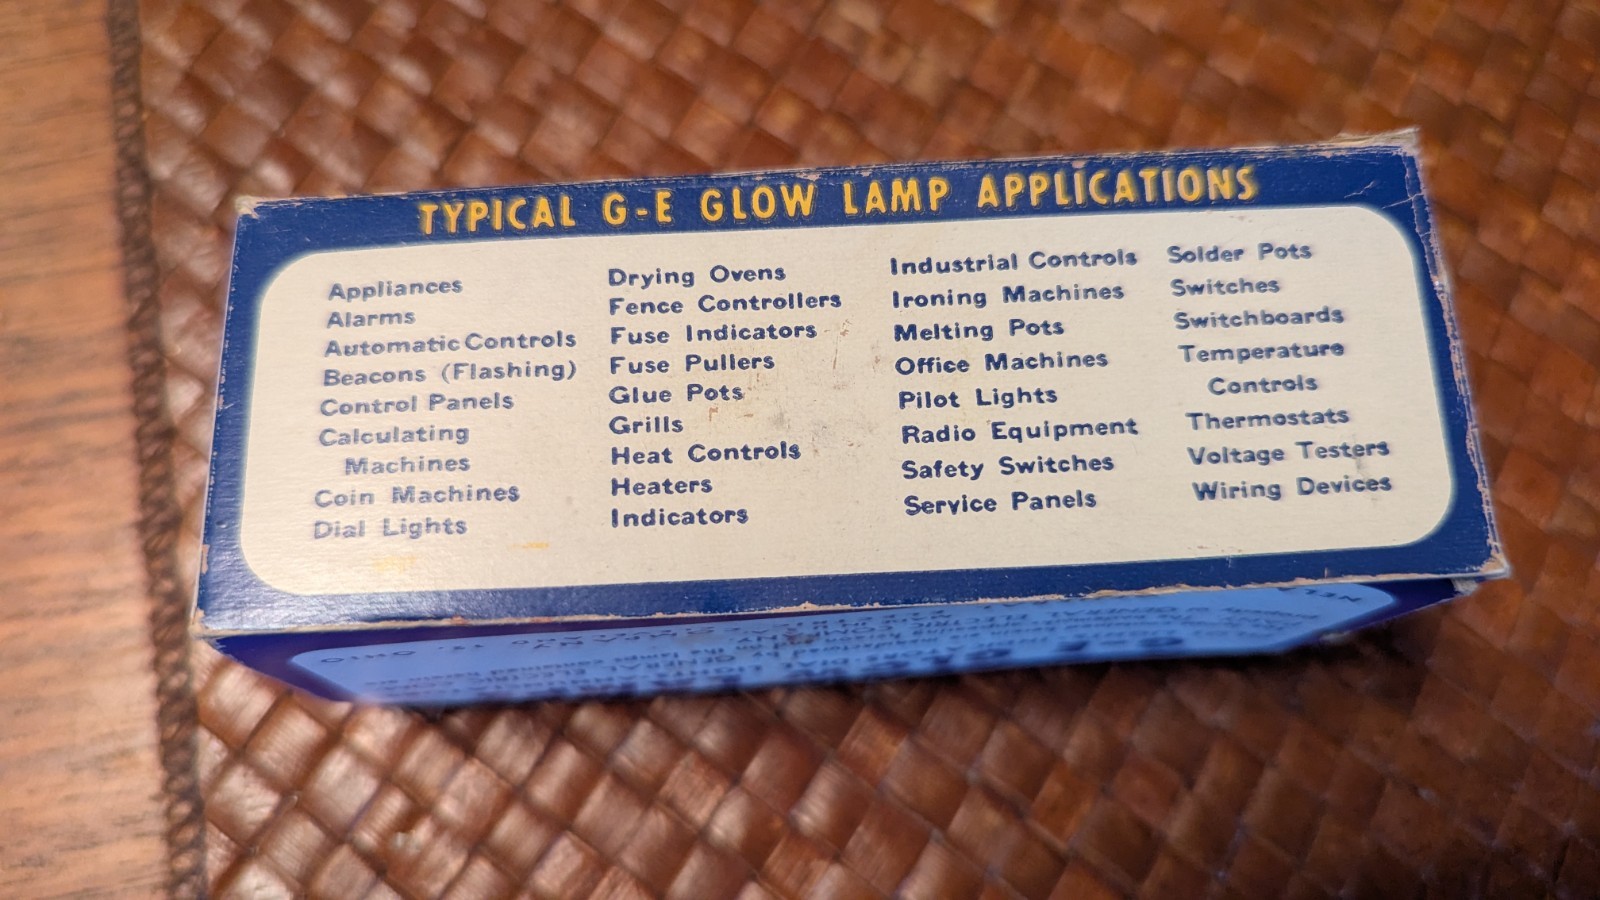 TYPICAL G-E GLOW LAMP APPLICATIONS
Appliances
Alarms
Automatic Controls
Beacons (Flashing)
Control Panels
Calculating
Machines
Coin Machines
Dial Lights
Drying Ovens
Fence Controllers
Fuse Indicators
Fuse Pullers
Glue Pots
Grills
Heat Controls
Heaters
Indicators
Industrial Controls
Ironing Machines
Melting Pots
Office Machines
Pilot Lights
Radio Equipment
Safety Switches
Service Panels
Solder Pots
Switches
Switchboards
Temperature
Controls
Thermostats
Voltage Testers
Wiring Devices